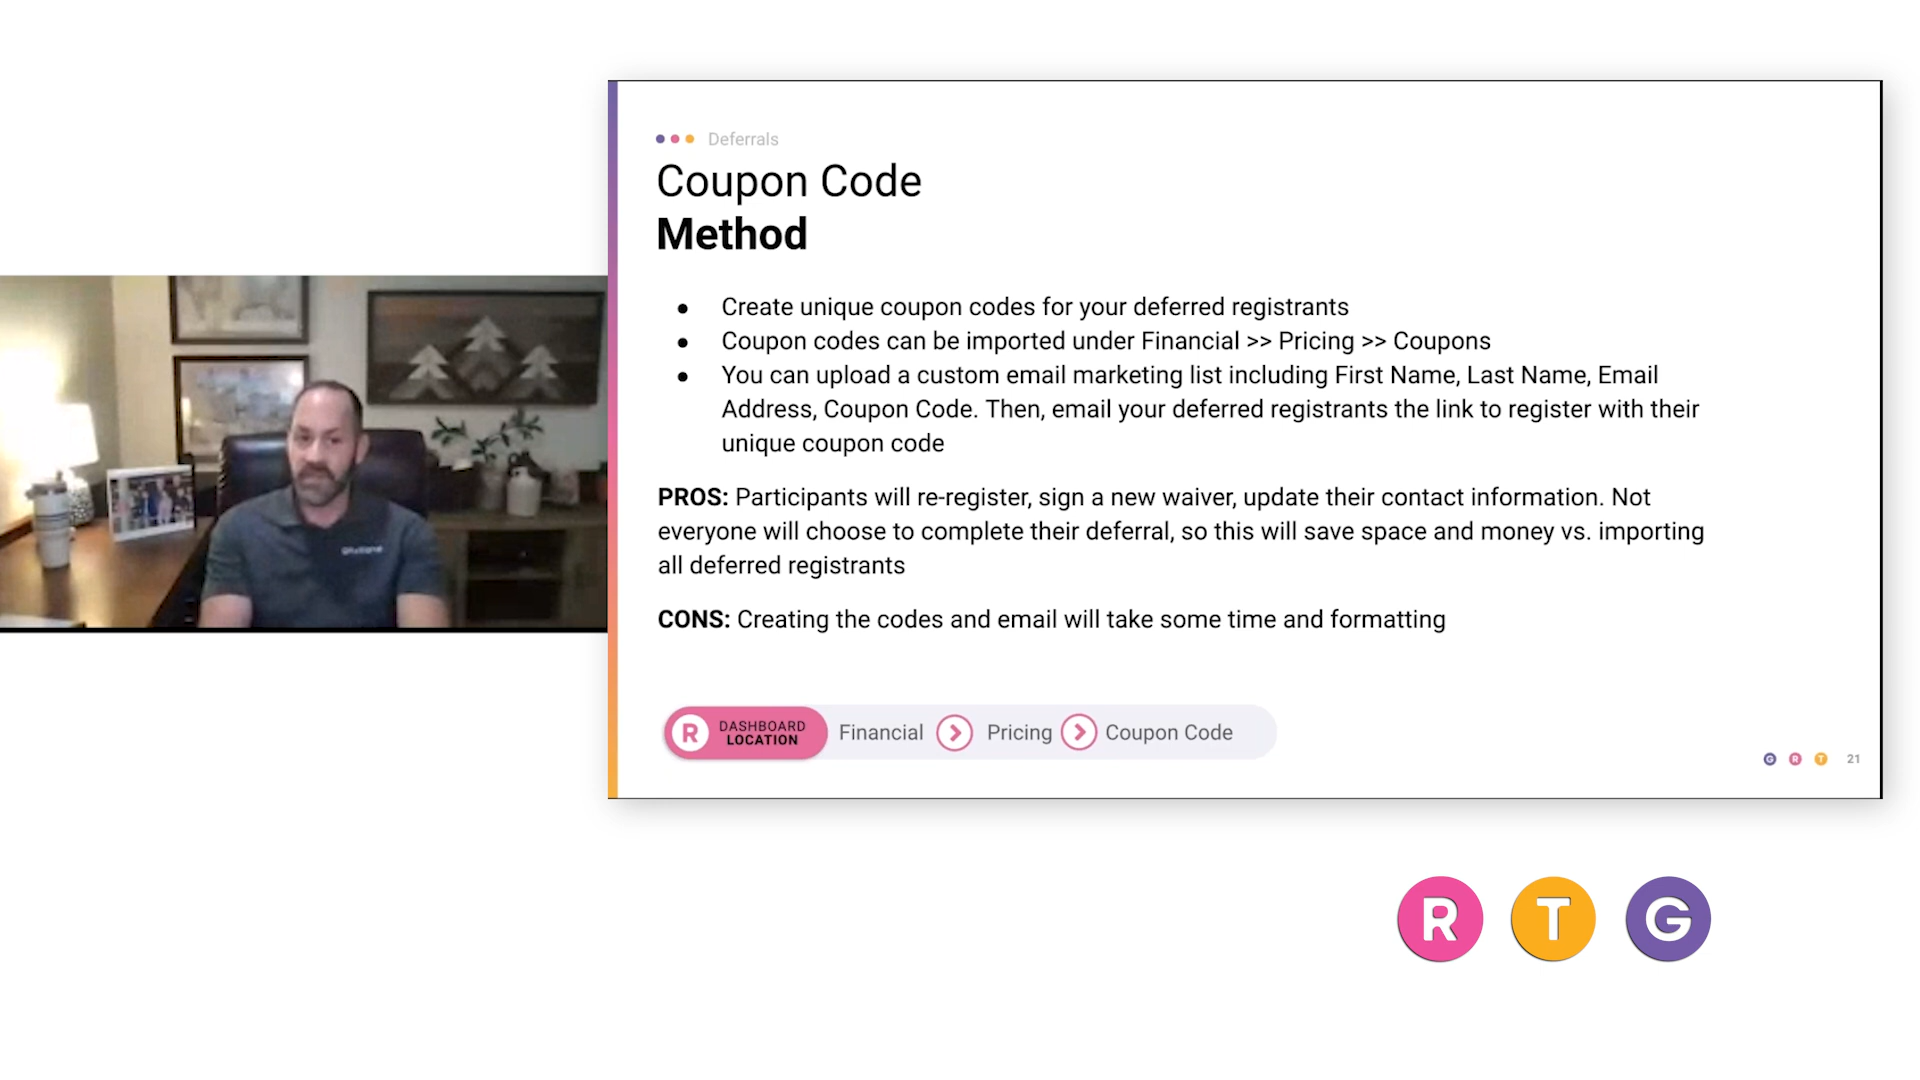 Deferrals
Coupon Code
Method
● Create unique coupon codes for your deferred registrants
● Coupon codes can be imported under Financial >> Pricing >> Coupons
● You can upload a custom email marketing list including First Name, Last Name, Email
Address, Coupon Code. Then, email your deferred registrants the link to register with their
unique coupon code
PROS: Participants will re-register, sign a new waiver, update their contact information. Not
everyone will choose to complete their deferral, so this will save space and money vs. importing
all deferred registrants
CONS: Creating the codes and email will take some time and formatting
R DASHBOARD
LOCATION
Financial > Pricing > Coupon Code
G R T 21
R T G